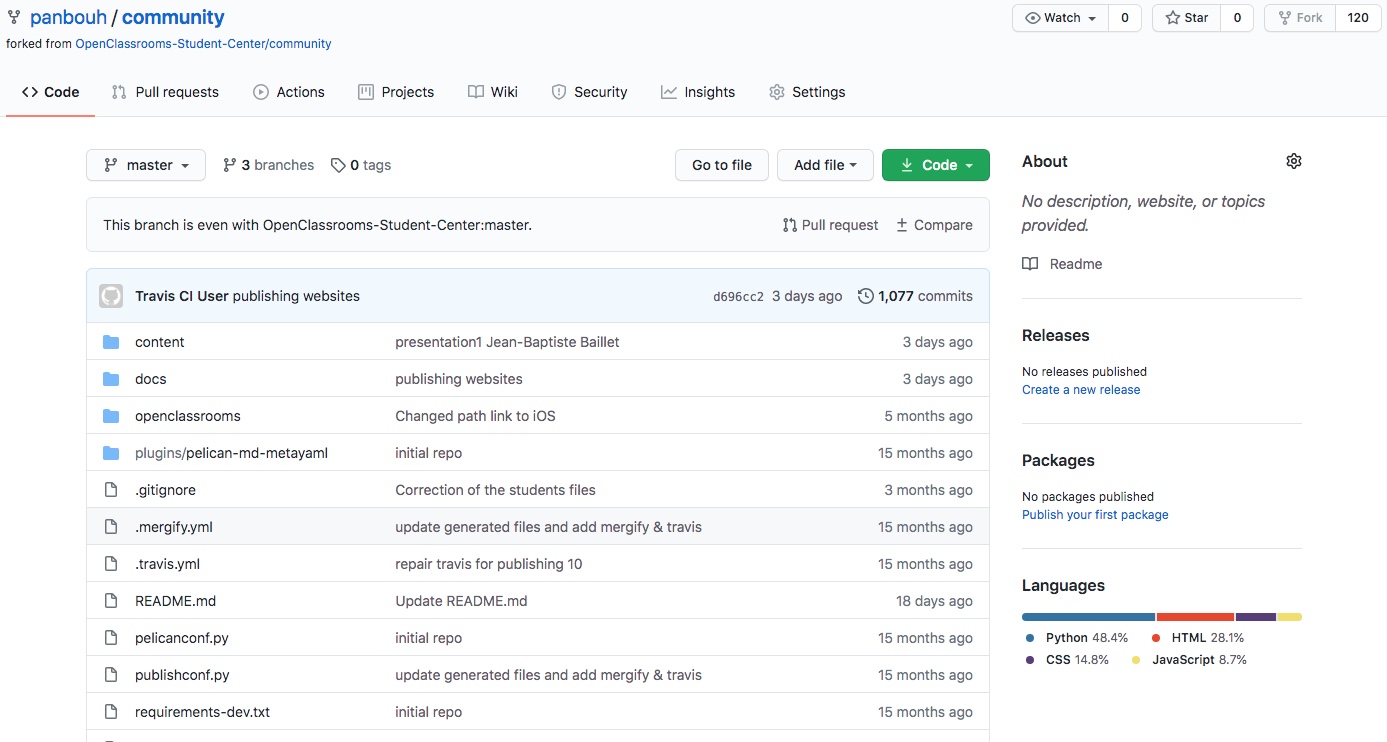 panbouh / community
Watch 0 Star 0 Fork 120
forked from OpenClassrooms-Student-Center/community
Code Pull requests Actions Projects Wiki Security Insights Settings
master 3 branches 0 tags Go to file Add file Code
This branch is even with OpenClassrooms-Student-Center:master. Pull request Compare
Travis CI User publishing websites d696cc2 3 days ago 1,077 commits
content presentation1 Jean-Baptiste Baillet 3 days ago
docs publishing websites 3 days ago
openclassrooms Changed path link to iOS 5 months ago
plugins/pelican-md-metayaml initial repo 15 months ago
.gitignore Correction of the students files 3 months ago
.mergify.yml update generated files and add mergify & travis 15 months ago
.travis.yml repair travis for publishing 10 15 months ago
README.md Update README.md 18 days ago
pelicanconf.py initial repo 15 months ago
publishconf.py update generated files and add mergify & travis 15 months ago
requirements-dev.txt initial repo 15 months ago
About
No description, website, or topics
provided.
Readme
Releases
No releases published
Create a new release
Packages
No packages published
Publish your first package
Languages
Python 48.4% HTML 28.1%
CSS 14.8% JavaScript 8.7%